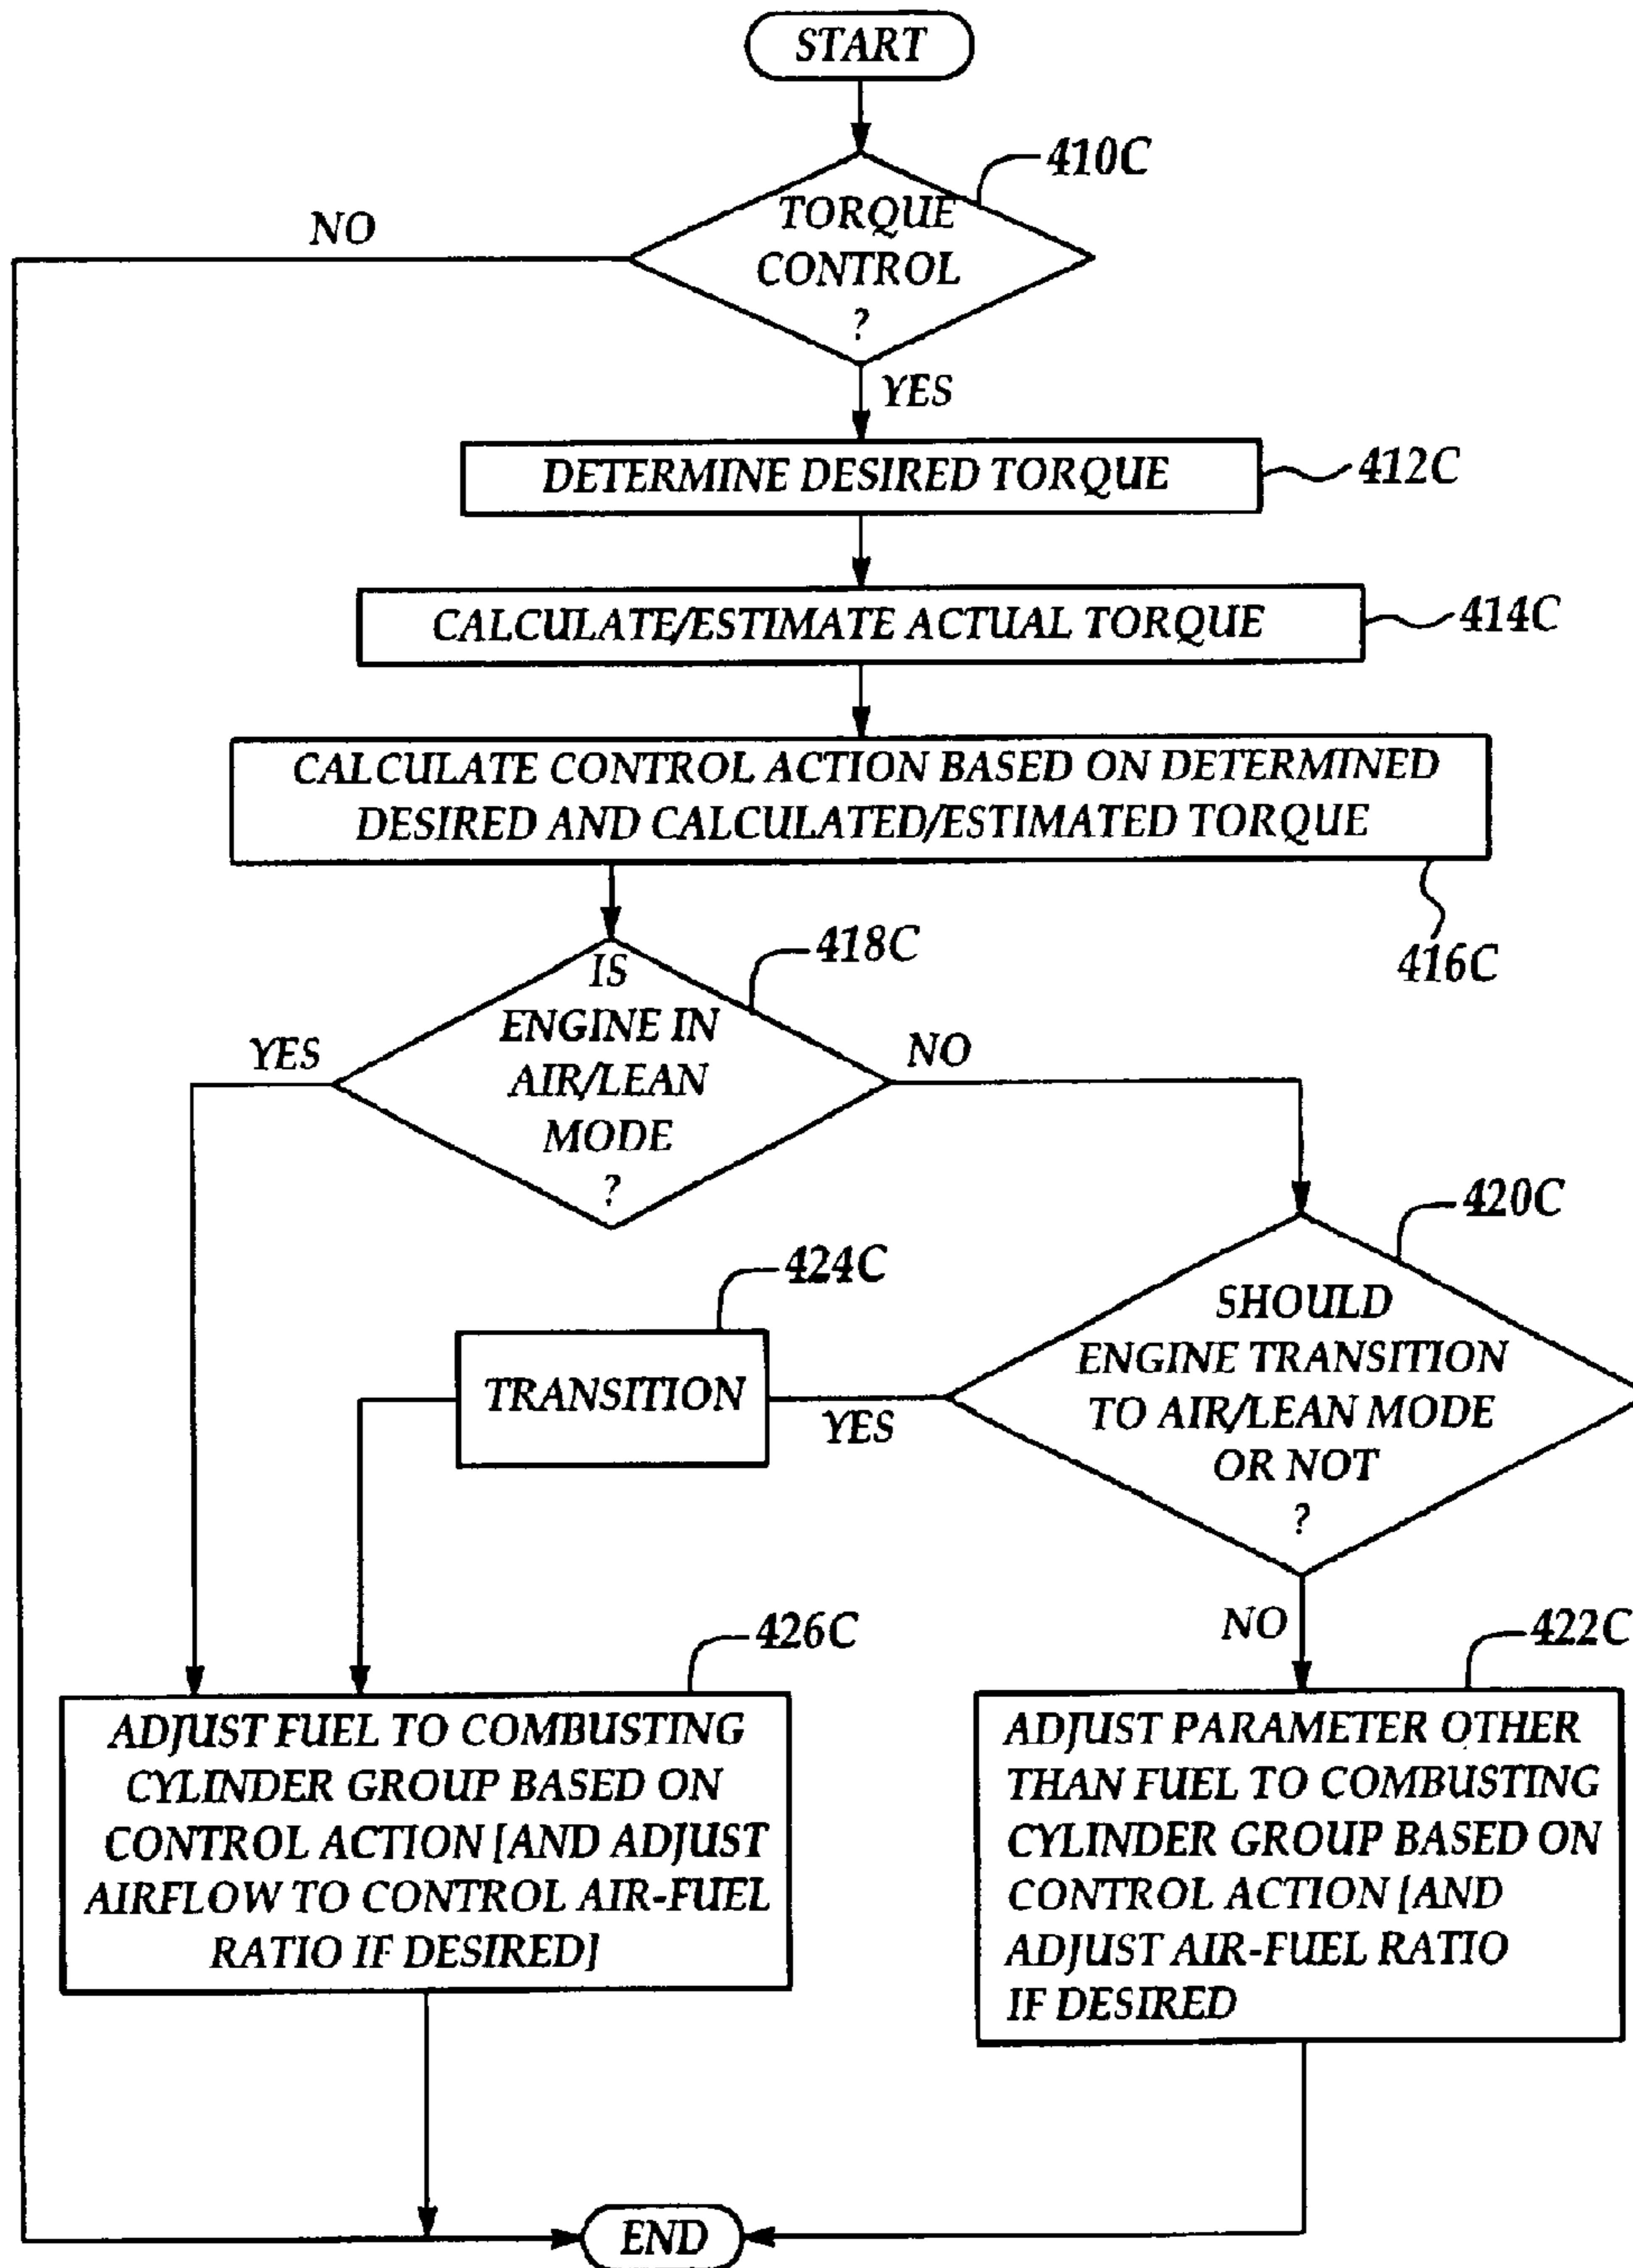 START
410C
TORQUE
CONTROL
?
NO
YES
DETERMINE DESIRED TORQUE
412C
CALCULATE/ESTIMATE ACTUAL TORQUE
414C
CALCULATE CONTROL ACTION BASED ON DETERMINED
DESIRED AND CALCULATED/ESTIMATED TORQUE
416C
418C
IS
ENGINE IN
AIR/LEAN
MODE
?
YES
NO
420C
SHOULD
ENGINE TRANSITION
TO AIR/LEAN MODE
OR NOT
?
424C
TRANSITION
YES
NO
426C
ADJUST FUEL TO COMBUSTING
CYLINDER GROUP BASED ON
CONTROL ACTION [AND ADJUST
AIRFLOW TO CONTROL AIR-FUEL
RATIO IF DESIRED]
422C
ADJUST PARAMETER OTHER
THAN FUEL TO COMBUSTING
CYLINDER GROUP BASED ON
CONTROL ACTION [AND
ADJUST AIR-FUEL RATIO
IF DESIRED
END